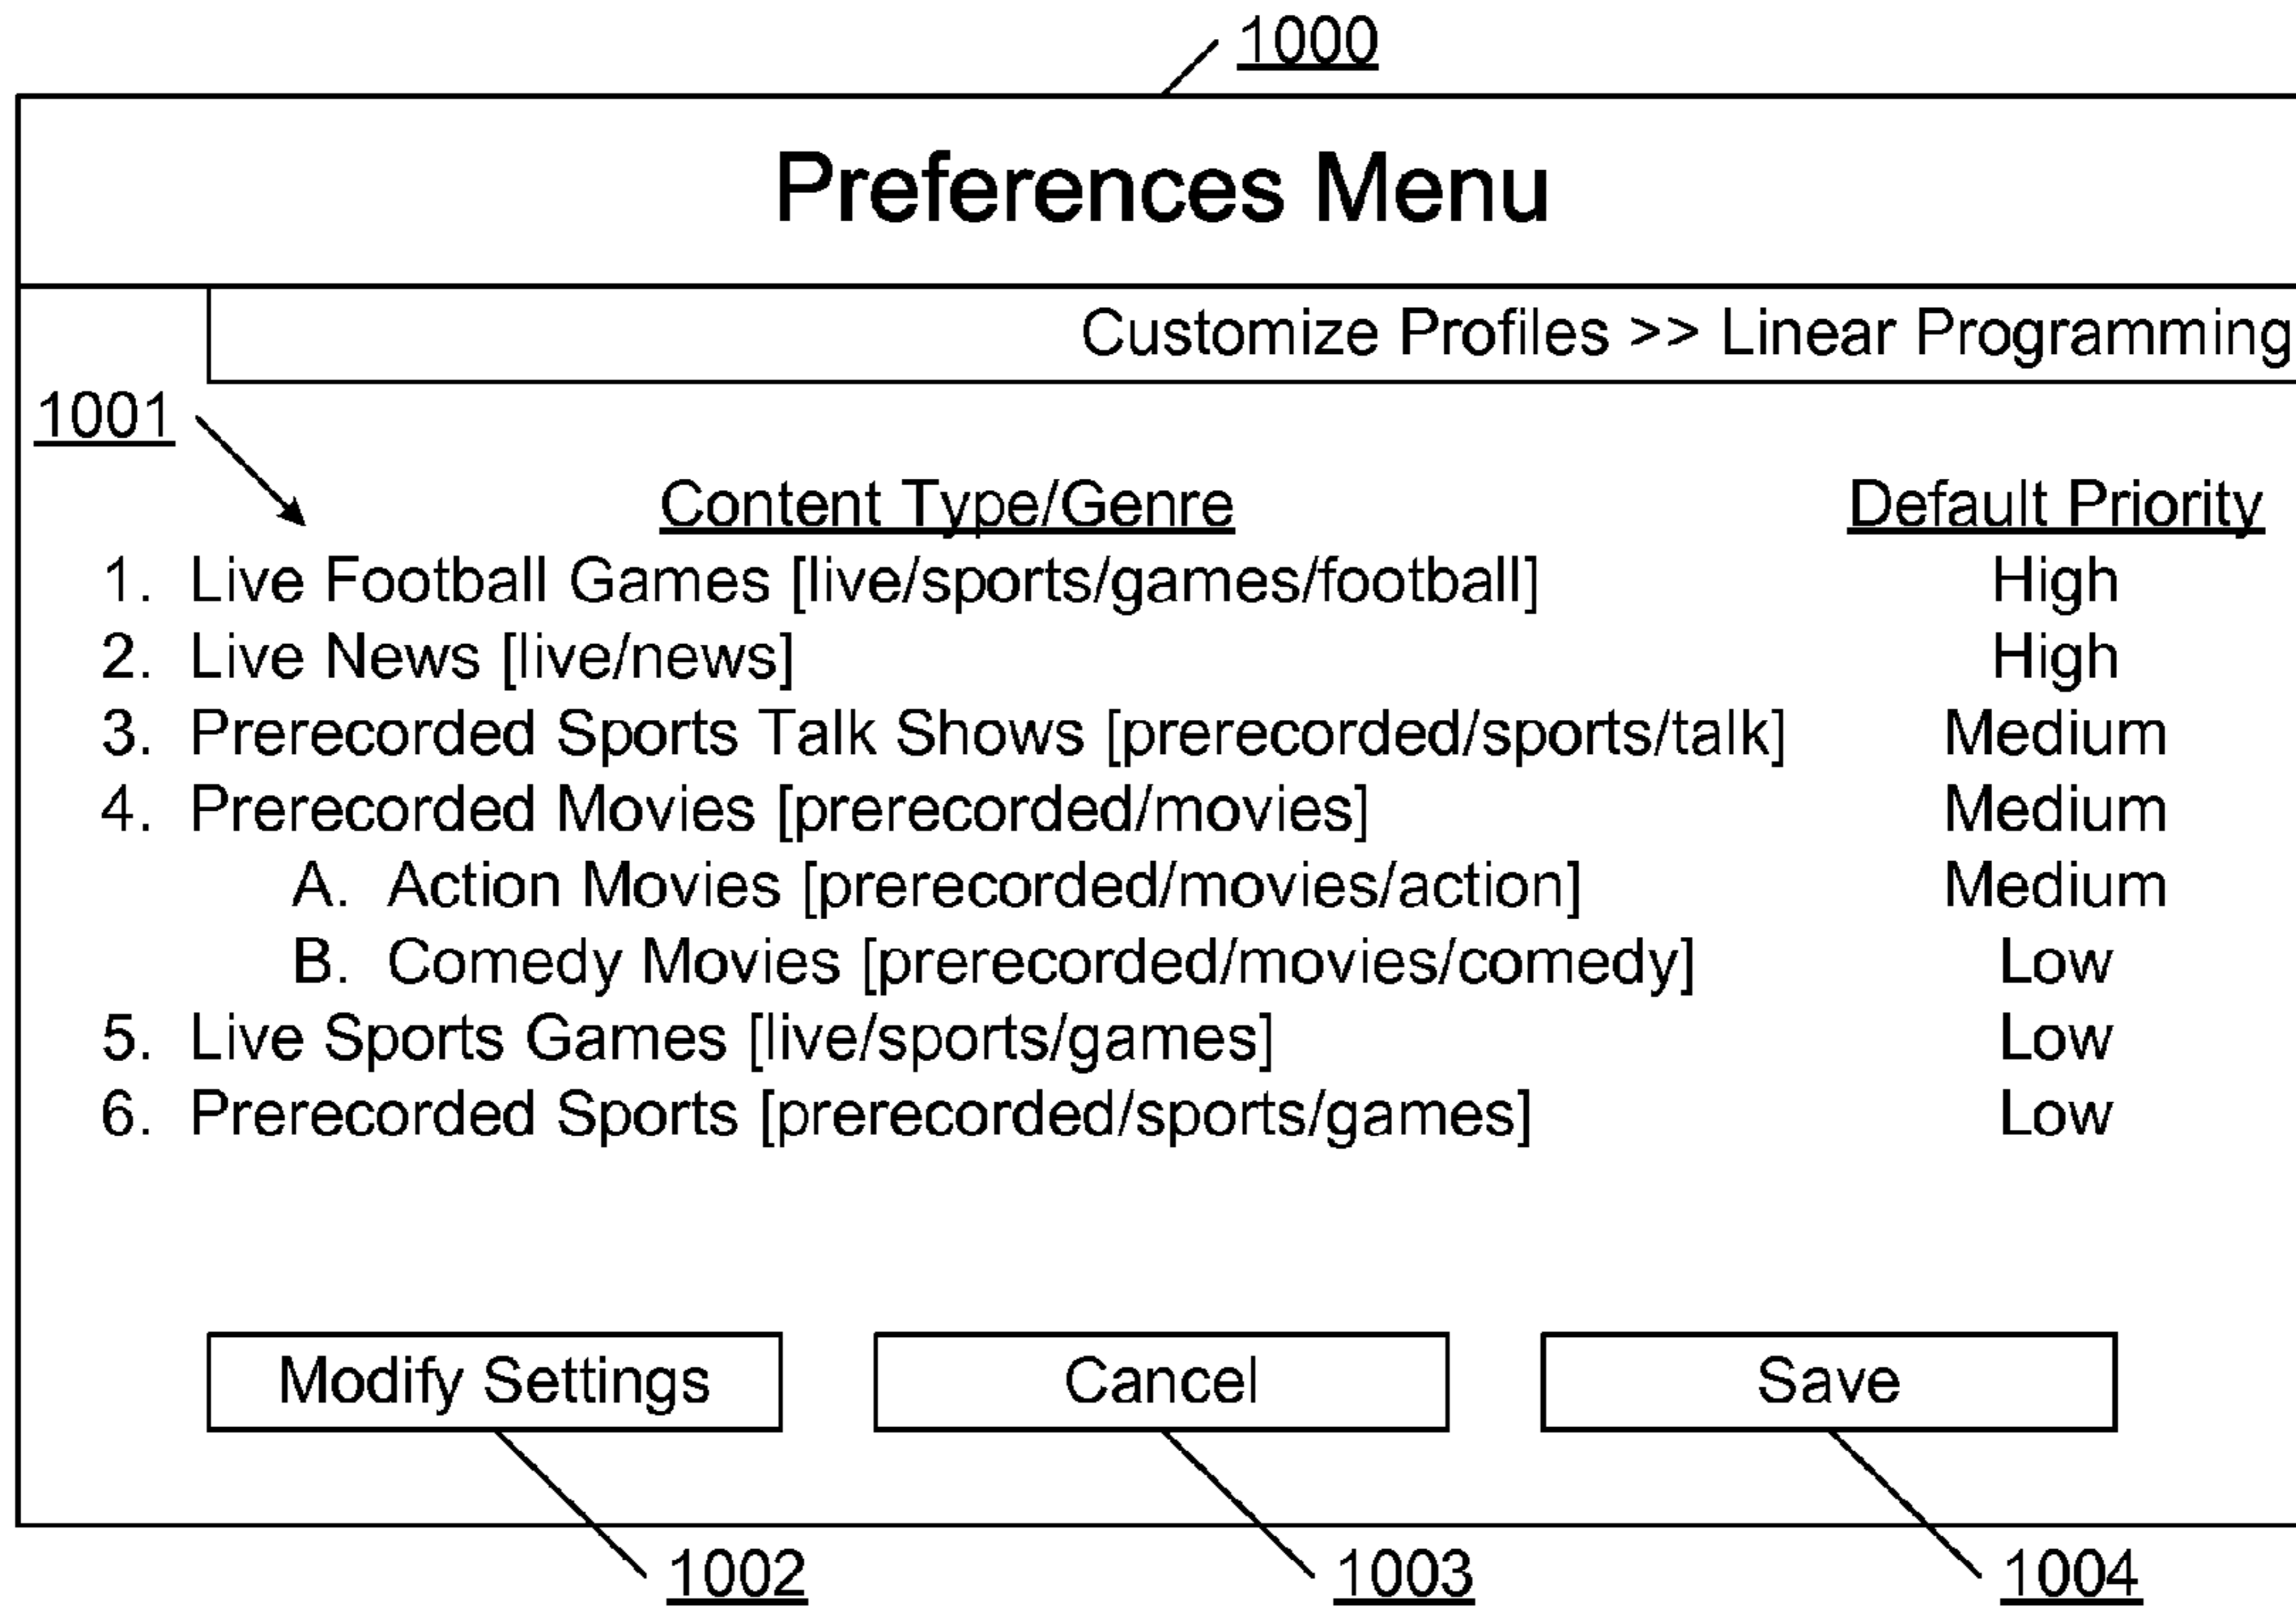 1000
Preferences Menu
Customize Profiles >> Linear Programming
1001
Content Type/Genre Default Priority
1. Live Football Games [live/sports/games/football] High
2. Live News [live/news] High
3. Prerecorded Sports Talk Shows [prerecorded/sports/talk] Medium
4. Prerecorded Movies [prerecorded/movies] Medium
A. Action Movies [prerecorded/movies/action] Medium
B. Comedy Movies [prerecorded/movies/comedy] Low
5. Live Sports Games [live/sports/games] Low
6. Prerecorded Sports [prerecorded/sports/games] Low
Modify Settings Cancel Save
1002 1003 1004